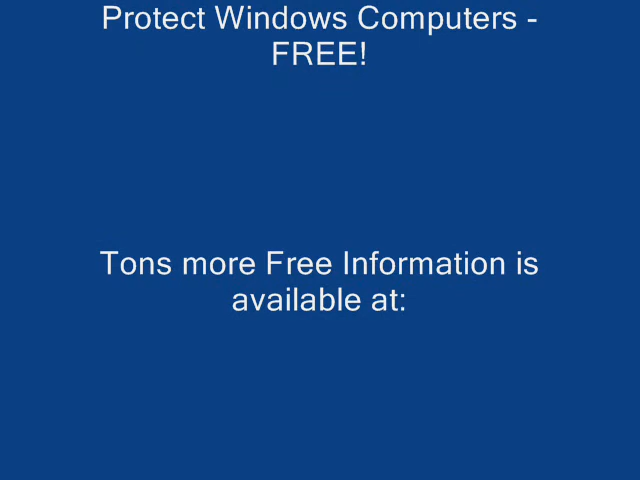 Protect Windows Computers -
FREE!
Tons more Free Information is
available at: